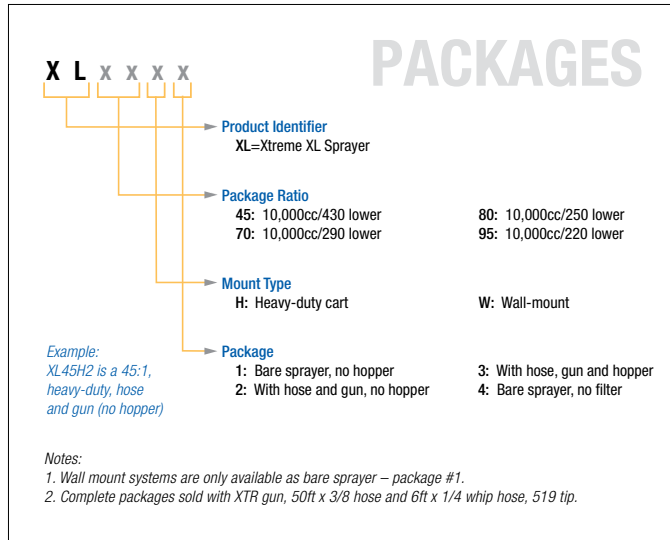 PACKAGES
X L x x x x
Product Identifier
XL=Xtreme XL Sprayer
Package Ratio
45: 10,000cc/430 lower 80: 10,000cc/250 lower
70: 10,000cc/290 lower 95: 10,000cc/220 lower
Mount Type
H: Heavy-duty cart W: Wall-mount
Package
1: Bare sprayer, no hopper 3: With hose, gun and hopper
2: With hose and gun, no hopper 4: Bare sprayer, no filter
Example:
XL45H2 is a 45:1,
heavy-duty, hose
and gun (no hopper)
Notes:
1. Wall mount systems are only available as bare sprayer – package #1.
2. Complete packages sold with XTR gun, 50ft x 3/8 hose and 6ft x 1/4 whip hose, 519 tip.